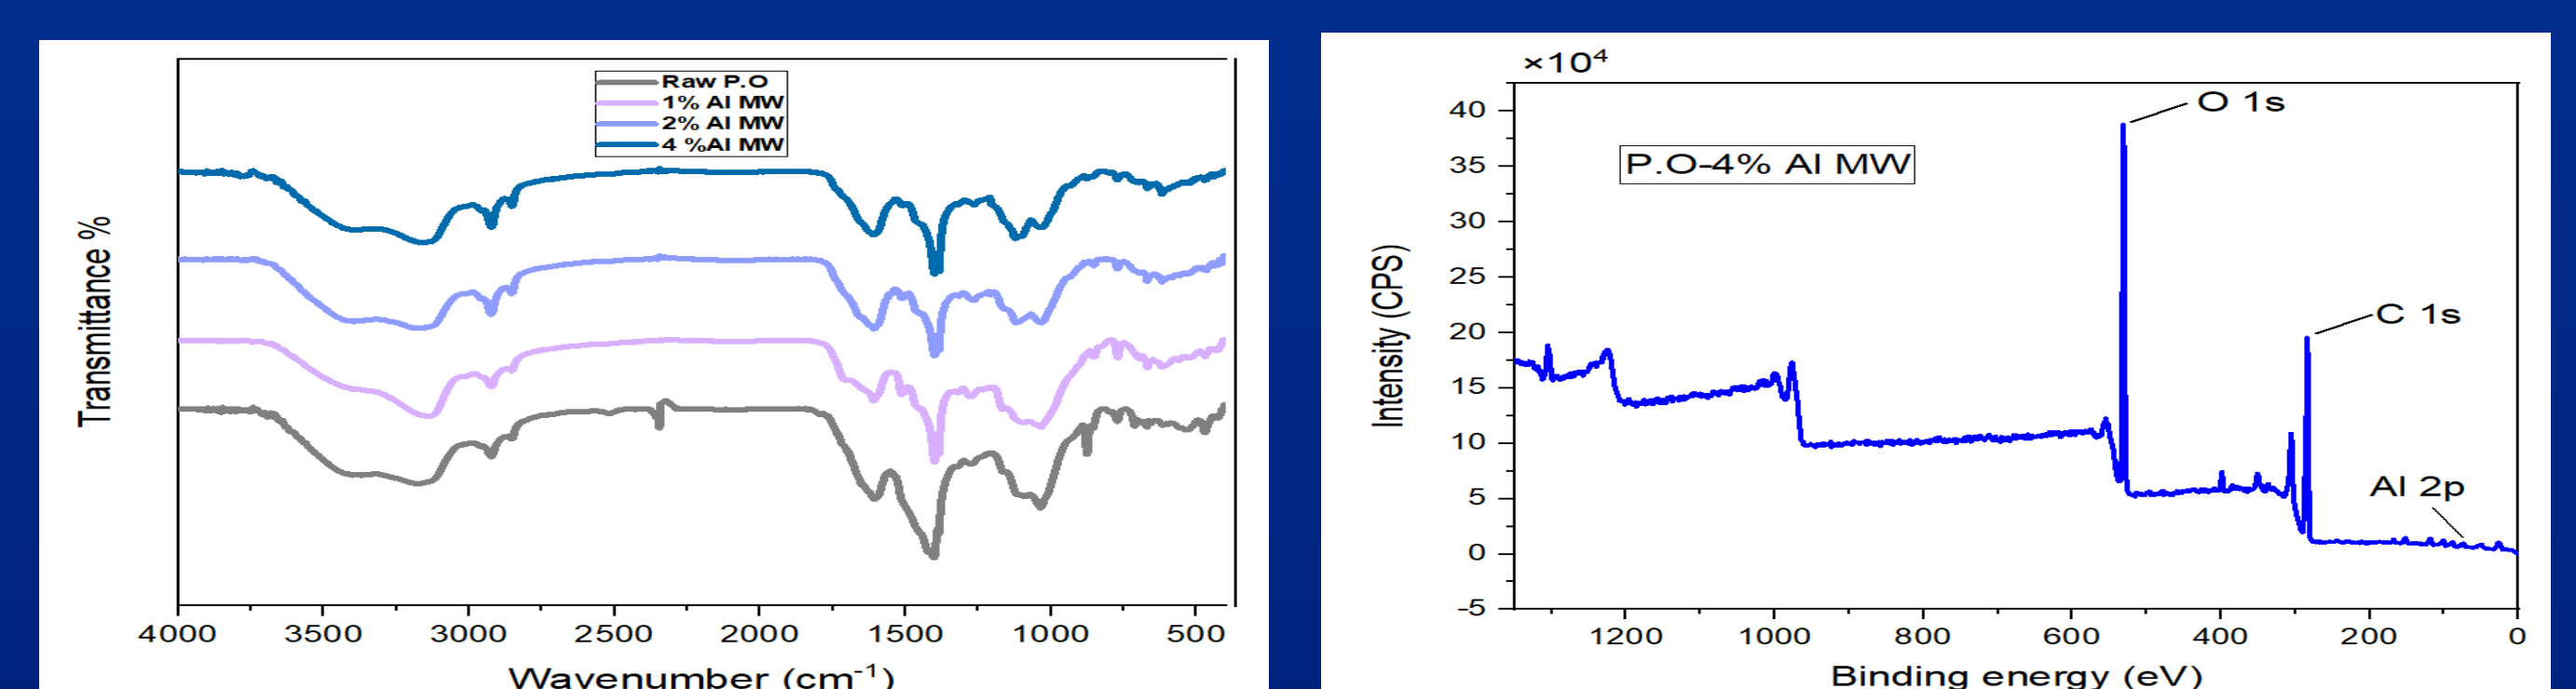 Raw P.O
1% Al MW
2% Al MW
4 %Al MW
Transmittance %
4000 3500 3000 2500 2000 1500 1000 500
Wavenumber (cm⁻¹)
×10⁴
40
35
30
25
20
15
10
5
0
-5
O 1s
P.O-4% Al MW
C 1s
Al 2p
Intensity (CPS)
1200 1000 800 600 400 200 0
Binding energy (eV)